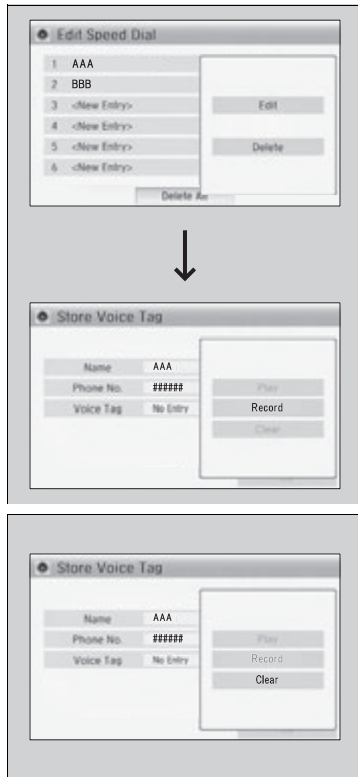 Edit Speed Dial
1 AAA
2 BBB
3 <New Entry>
4 <New Entry>
5 <New Entry>
6 <New Entry>
Edit
Delete
Delete All
Store Voice Tag
Name AAA
Phone No. ######
Voice Tag No Entry
Play
Record
Clear
Store Voice Tag
Name AAA
Phone No. ######
Voice Tag No Entry
Play
Record
Clear